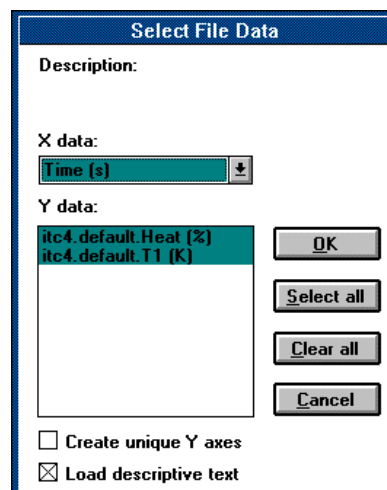 Select File Data
Description:
X data:
Time (s)
Y data:
itc4.default.Heat (%)
itc4.default.T1 (K)
OK
Select all
Clear all
Cancel
Create unique Y axes
Load descriptive text